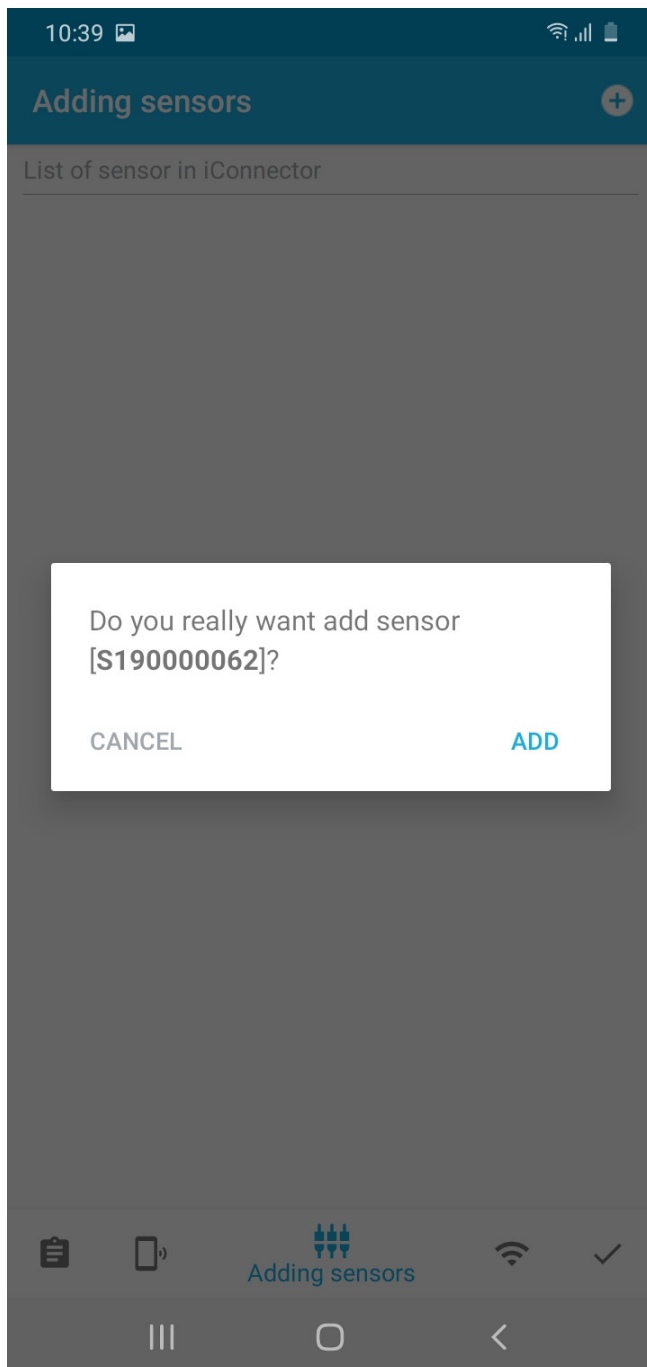 10:39
Adding sensors
List of sensor in iConnector
Do you really want add sensor
[S190000062]?
CANCEL
ADD
Adding sensors